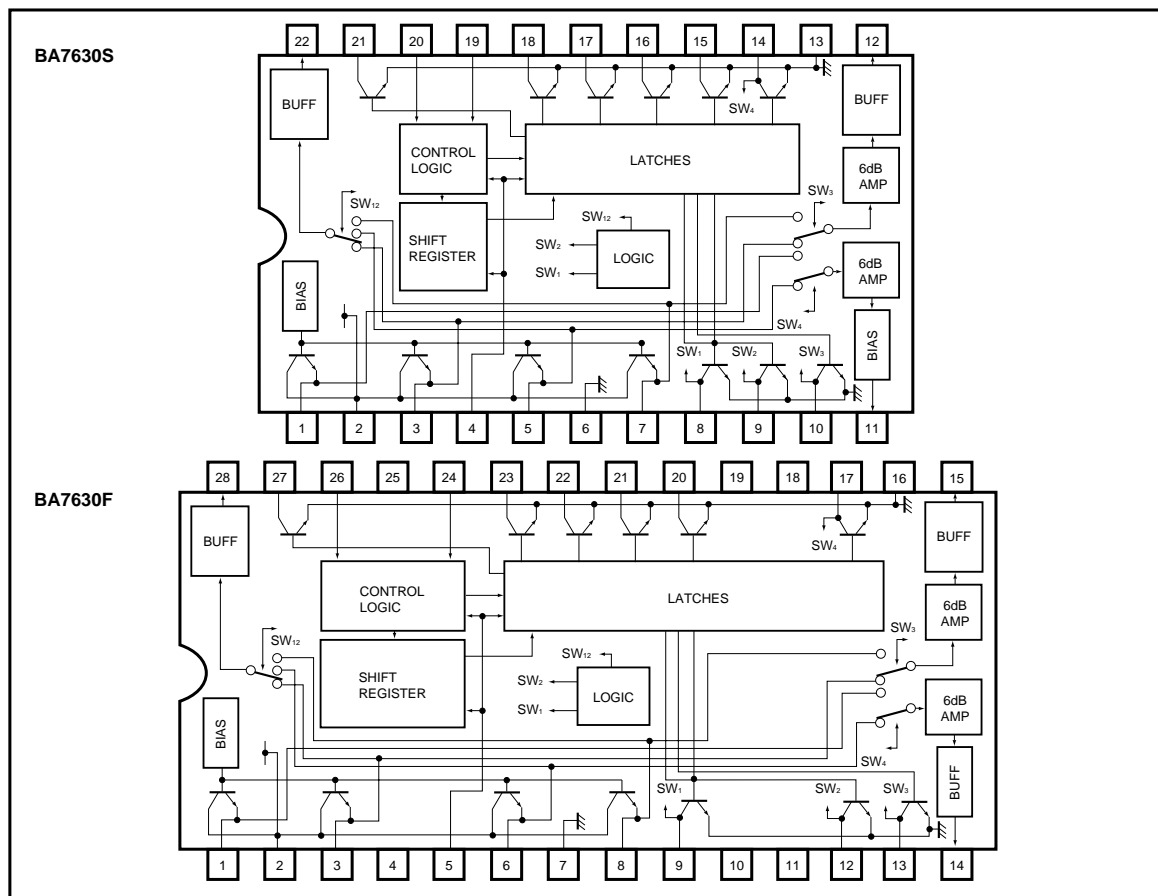 BA7630S
22 21 20 19 18 17 16 15 14 13 12
BUFF
CONTROL
LOGIC
LATCHES
SW4
BUFF
6dB
AMP
SW12
SHIFT
REGISTER
SW12
SW2
SW1
LOGIC
SW3
6dB
AMP
SW4
BIAS
SW1
SW2
SW3
BIAS
1 2 3 4 5 6 7 8 9 10 11
BA7630F
28 27 26 25 24 23 22 21 20 19 18 17 16 15
BUFF
CONTROL
LOGIC
LATCHES
SW4
BUFF
6dB
AMP
SW12
SHIFT
REGISTER
SW12
SW2
SW1
LOGIC
SW3
6dB
AMP
SW4
BIAS
SW1
SW2
SW3
BUFF
1 2 3 4 5 6 7 8 9 10 11 12 13 14